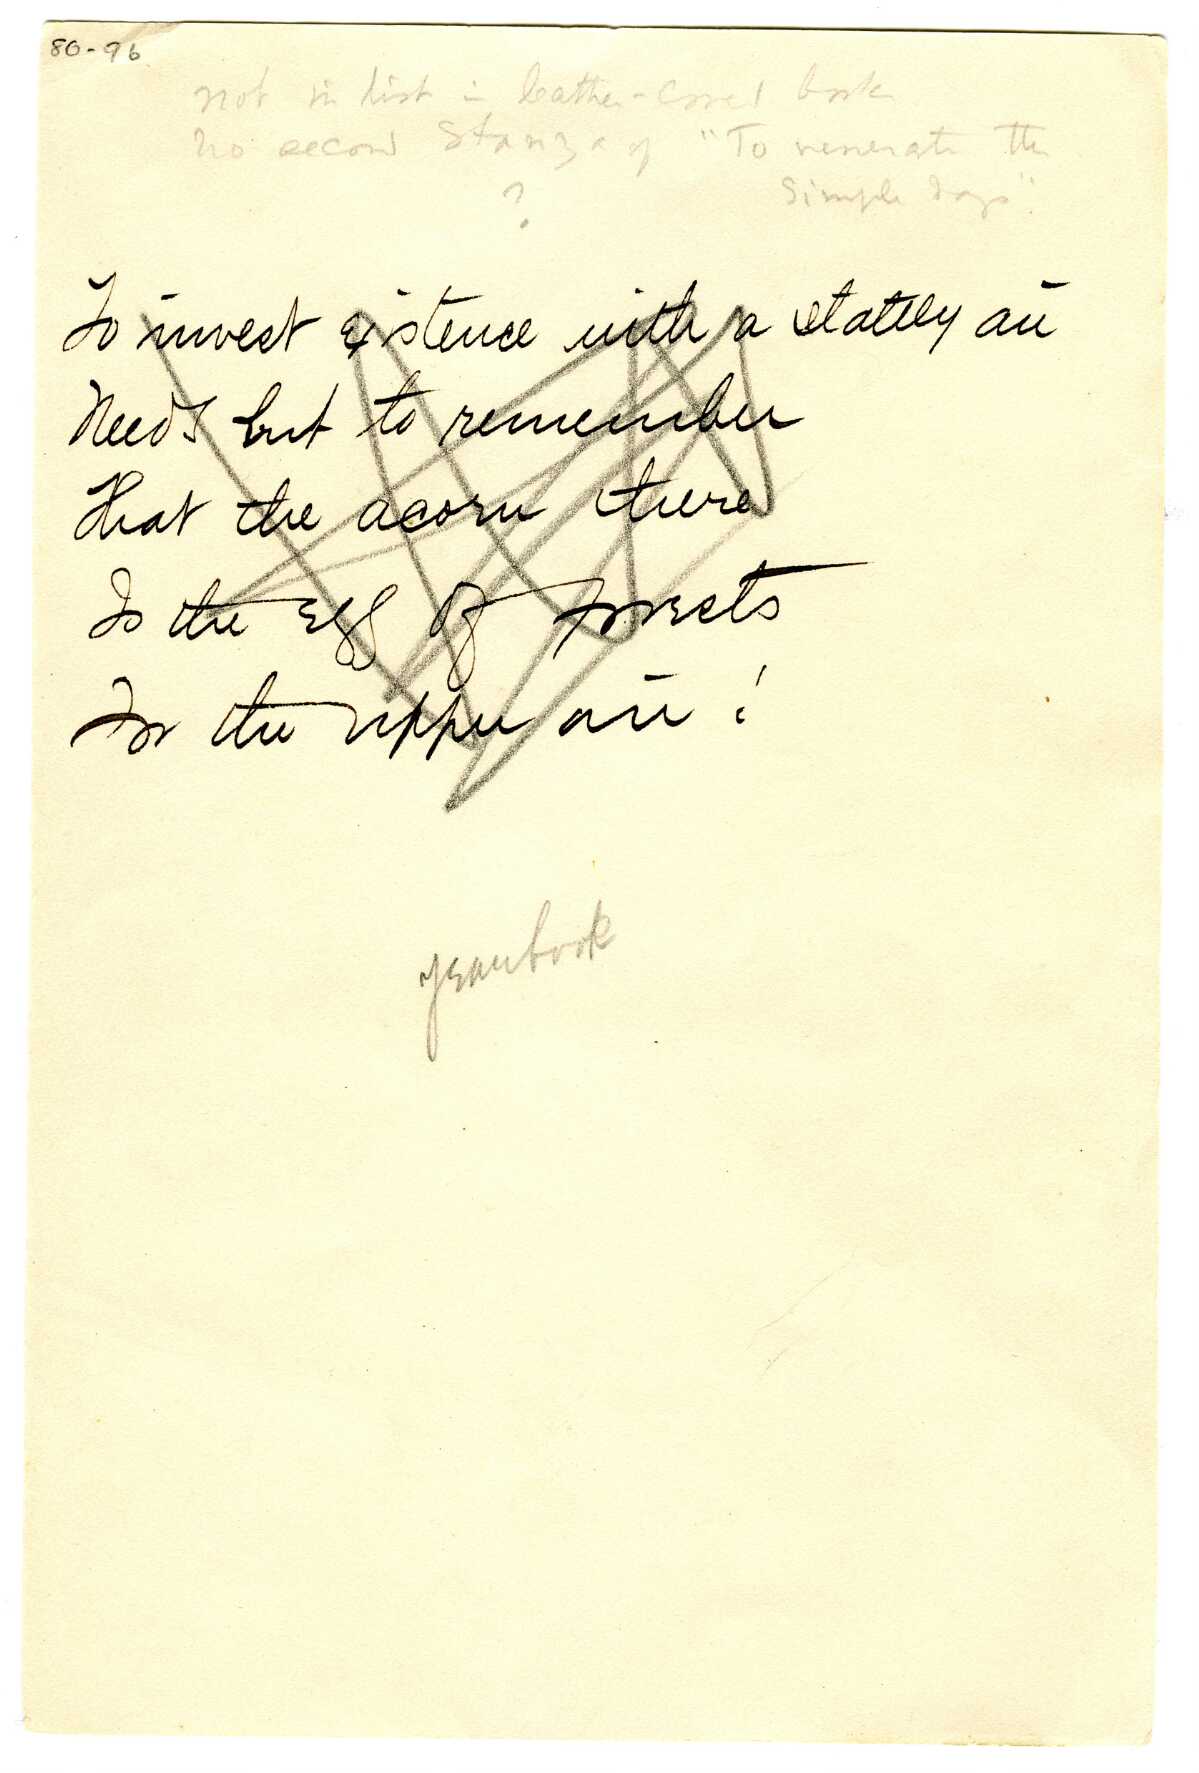 80-96
not in list in leather-cover book
no second stanza of "To venerate the
simple days"
?
To invest existence with a stately air
Needs but to remember
That the acorn there
Is the egg of forests
For the upper air!
yearbook